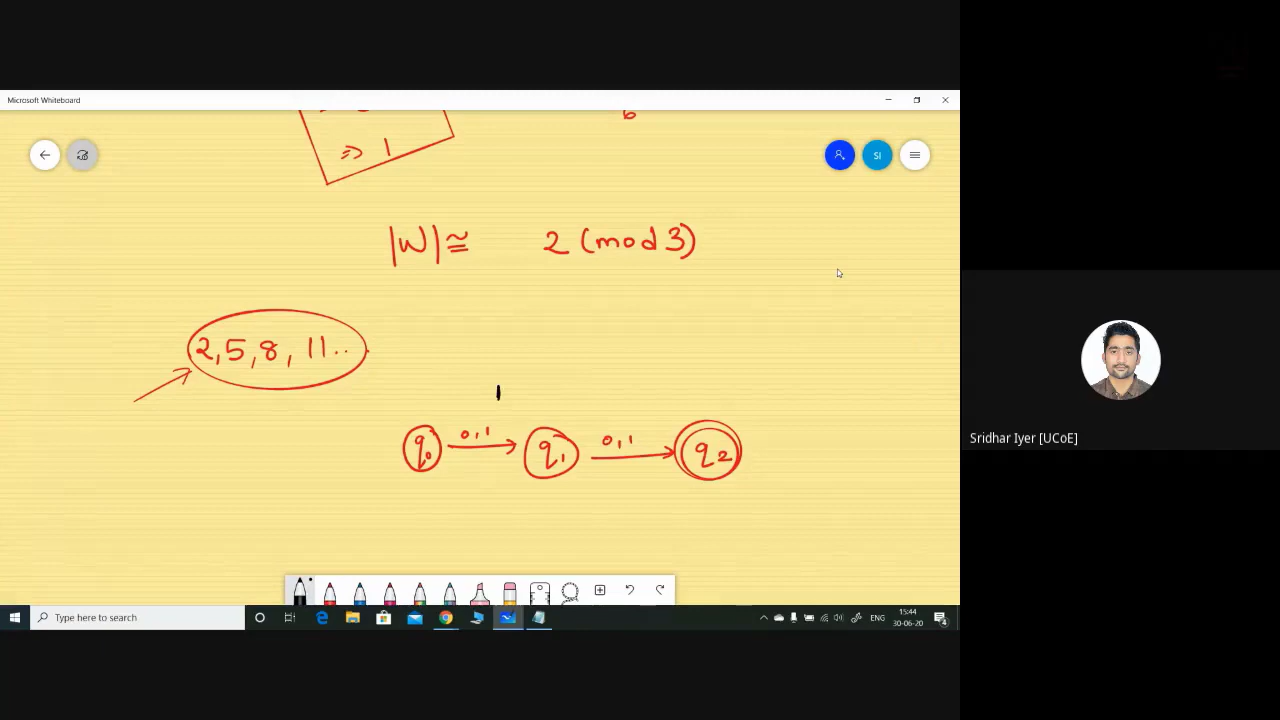 Microsoft Whiteboard
b
⇒ 1
SI
|W| ≅ 2 (mod 3)
2, 5, 8, 11..
0,1 0,1
q₀ q₁ q₂
Sridhar Iyer [UCoE]
Type here to search
ENG
15:44
30-06-20
4